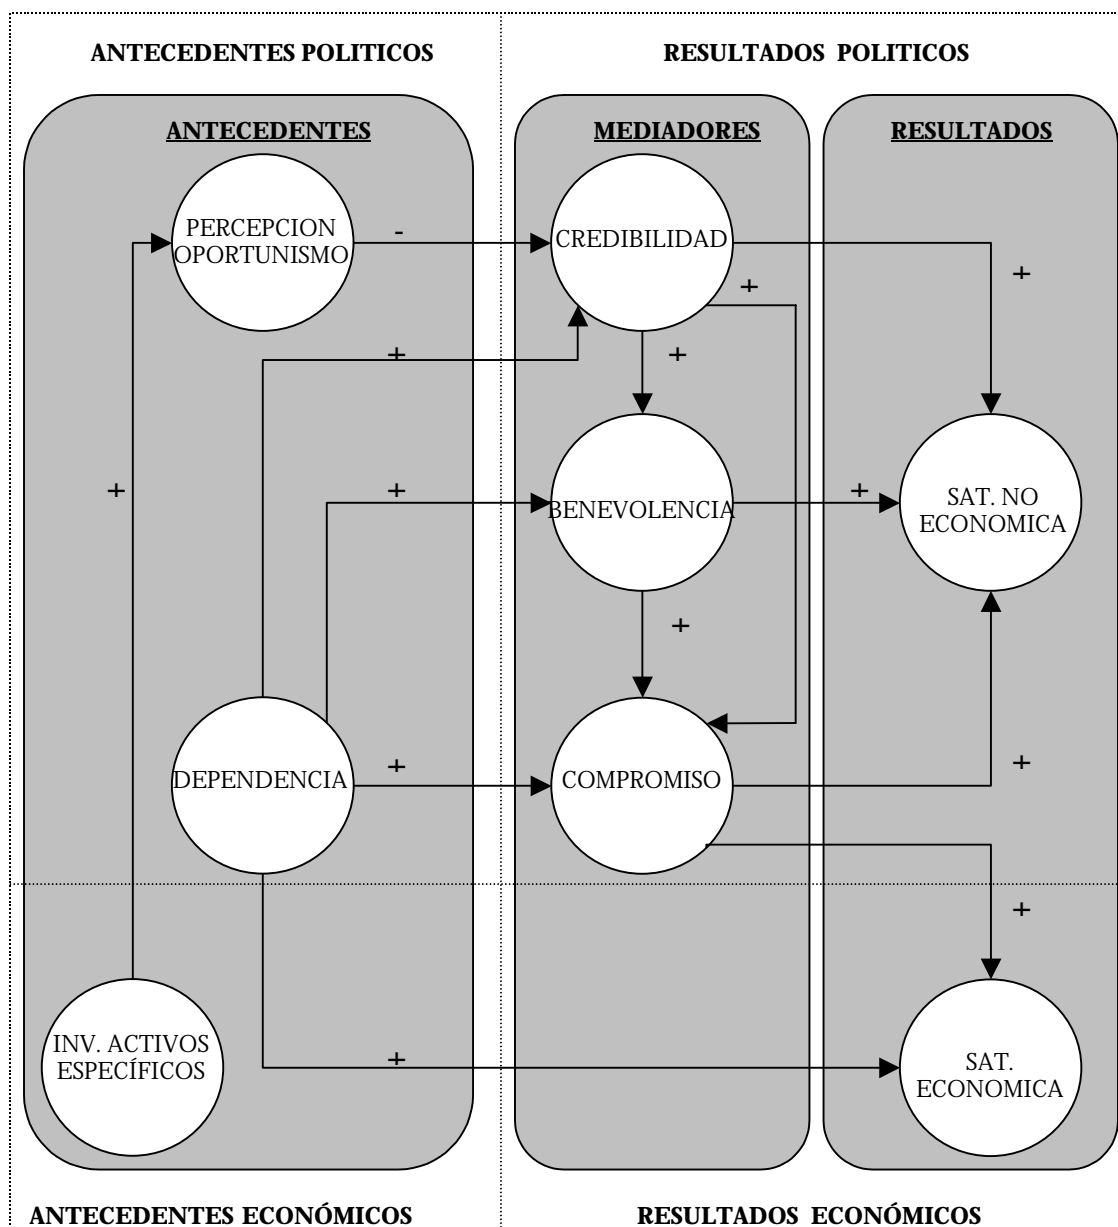 ANTECEDENTES POLITICOS
RESULTADOS POLITICOS
ANTECEDENTES
MEDIADORES
RESULTADOS
PERCEPCION
OPORTUNISMO
-
CREDIBILIDAD
+
+
+
+
+
+
BENEVOLENCIA
+
SAT. NO
ECONOMICA
+
DEPENDENCIA
+
COMPROMISO
+
+
INV. ACTIVOS
ESPECÍFICOS
+
SAT.
ECONOMICA
ANTECEDENTES ECONÓMICOS
RESULTADOS ECONÓMICOS